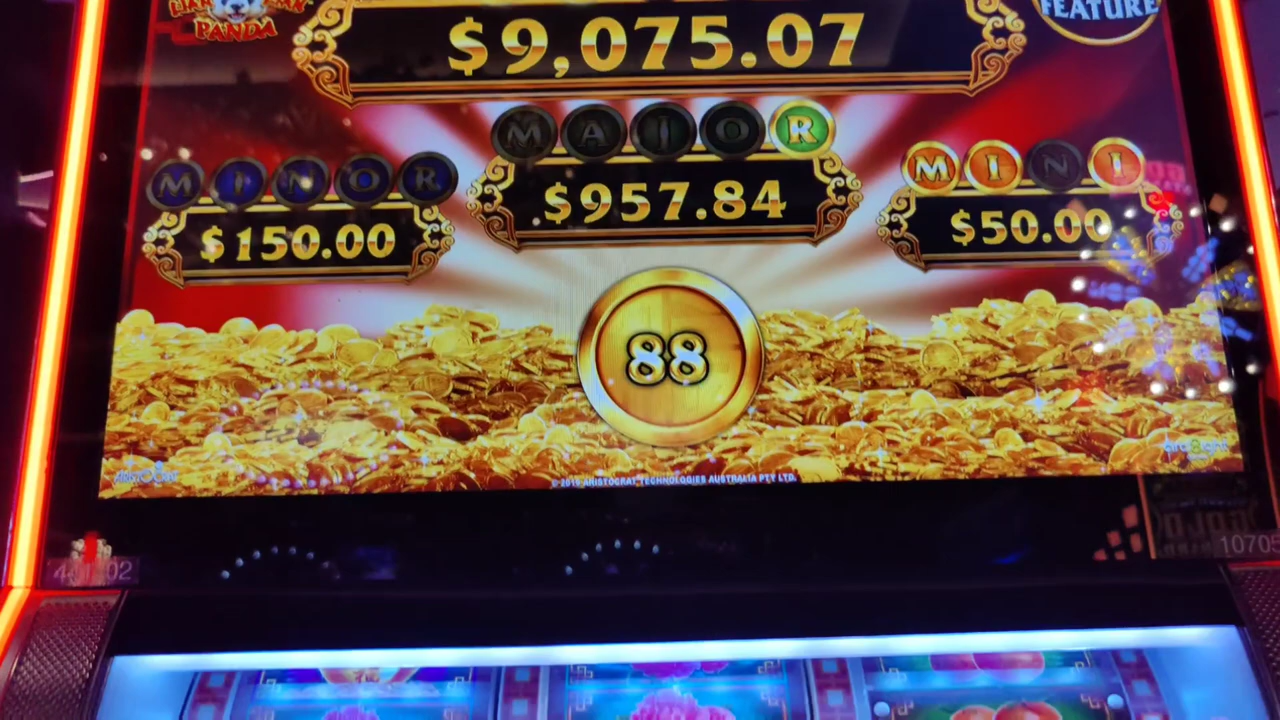 PANDA
$9,075.07
FEATURE
MAJOR
$957.84
MINOR
$150.00
MINI
$50.00
88
© 2019 ARISTOCRAT TECHNOLOGIES AUSTRALIA PTY LTD.
10705